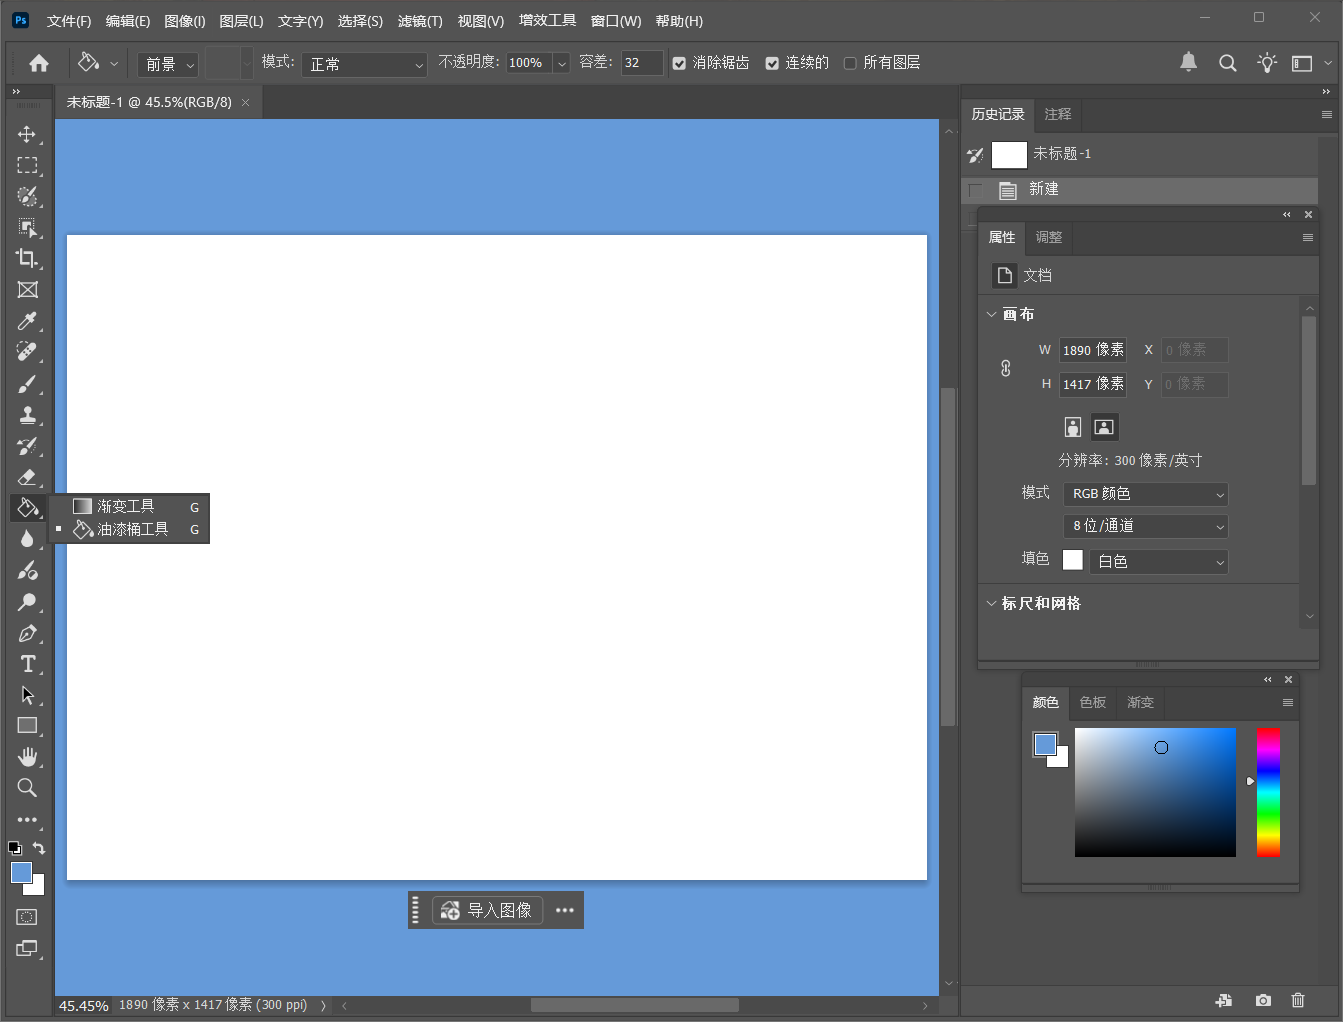 Ps 文件(F) 编辑(E) 图像(I) 图层(L) 文字(Y) 选择(S) 滤镜(T) 视图(V) 增效工具 窗口(W) 帮助(H)
前景 模式: 正常 不透明度: 100% 容差: 32 消除锯齿 连续的 所有图层
未标题-1 @ 45.5%(RGB/8)
历史记录 注释
未标题-1
新建
属性 调整
文档
画布
W 1890 像素 X 0 像素
H 1417 像素 Y 0 像素
分辨率: 300 像素/英寸
模式 RGB 颜色
8 位/通道
填色 白色
标尺和网格
渐变工具 G
油漆桶工具 G
颜色 色板 渐变
导入图像
45.45% 1890 像素 x 1417 像素 (300 ppi)